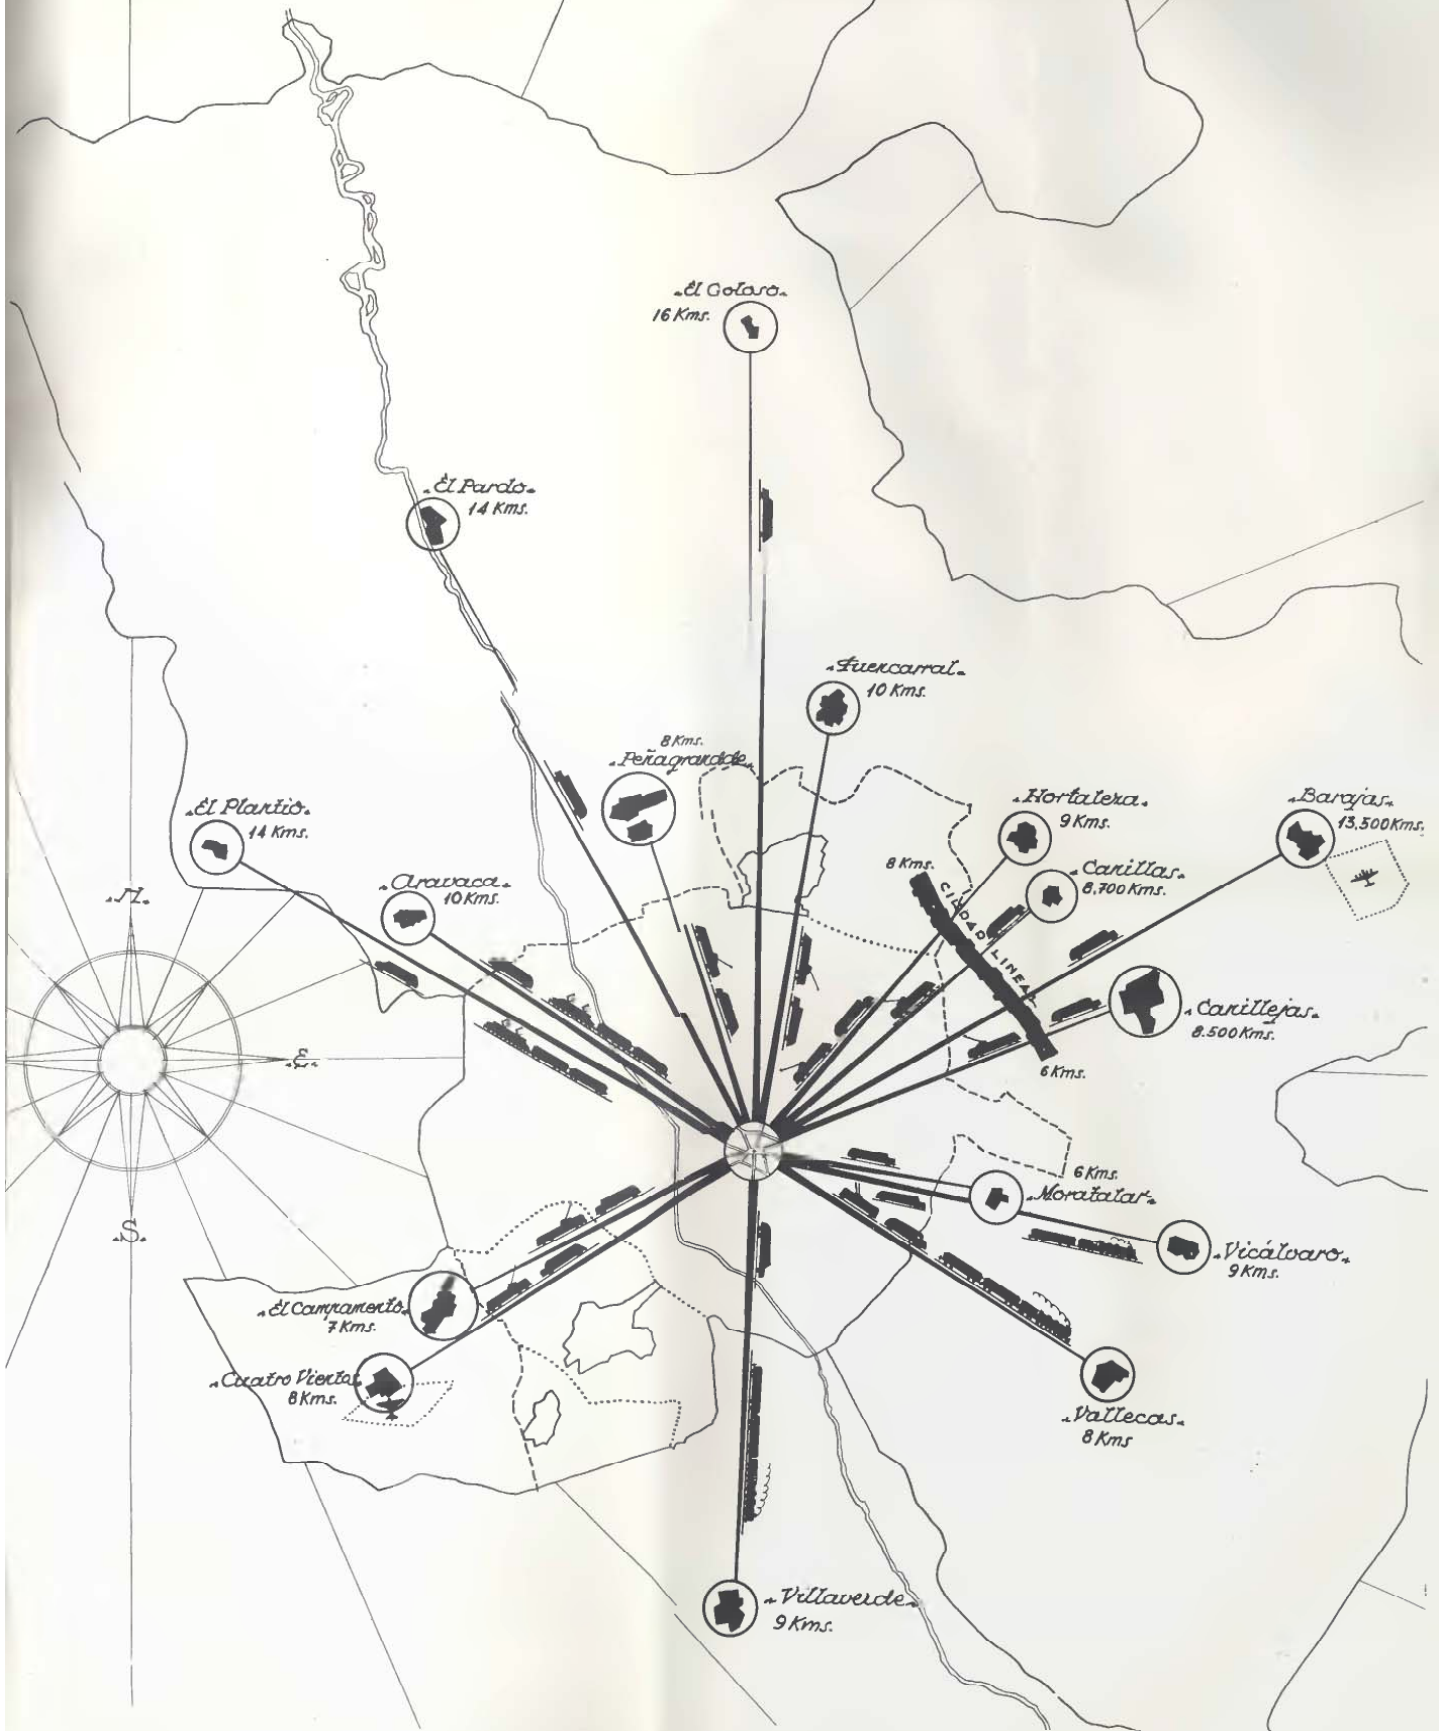 El Goloso
16 Kms.
El Pardo
14 Kms.
Fuencarral
10 Kms.
8 Kms.
Peñagrande
El Plantio
14 Kms.
Hortaleza
9 Kms.
Barajas
13,500 Kms.
Aravaca
10 Kms.
8 Kms.
Canillas
8,700 Kms.
CIUDAD LINEAL
N.
Canillejas
8.500 Kms.
E.
6 Kms.
6 Kms.
Moratalaz
S.
Vicálvaro
9 Kms.
El Campamento
7 Kms.
Cuatro Vientos
8 Kms.
Vallecas
8 Kms
Villaverde
9 Kms.